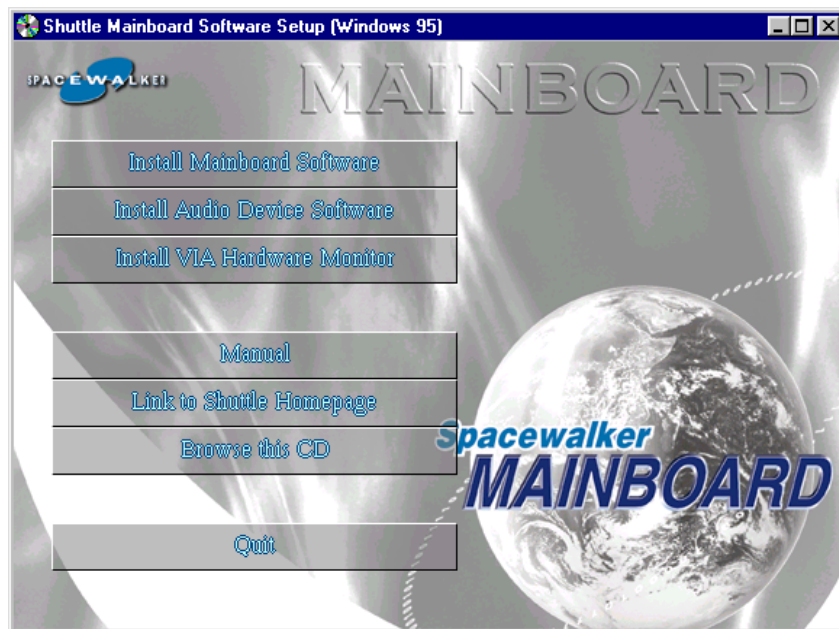 Shuttle Mainboard Software Setup (Windows 95)
SPACEWALKER
MAINBOARD
Install Mainboard Software
Install Audio Device Software
Install VIA Hardware Monitor
Manual
Link to Shuttle Homepage
Browse this CD
Spacewalker
MAINBOARD
Quit